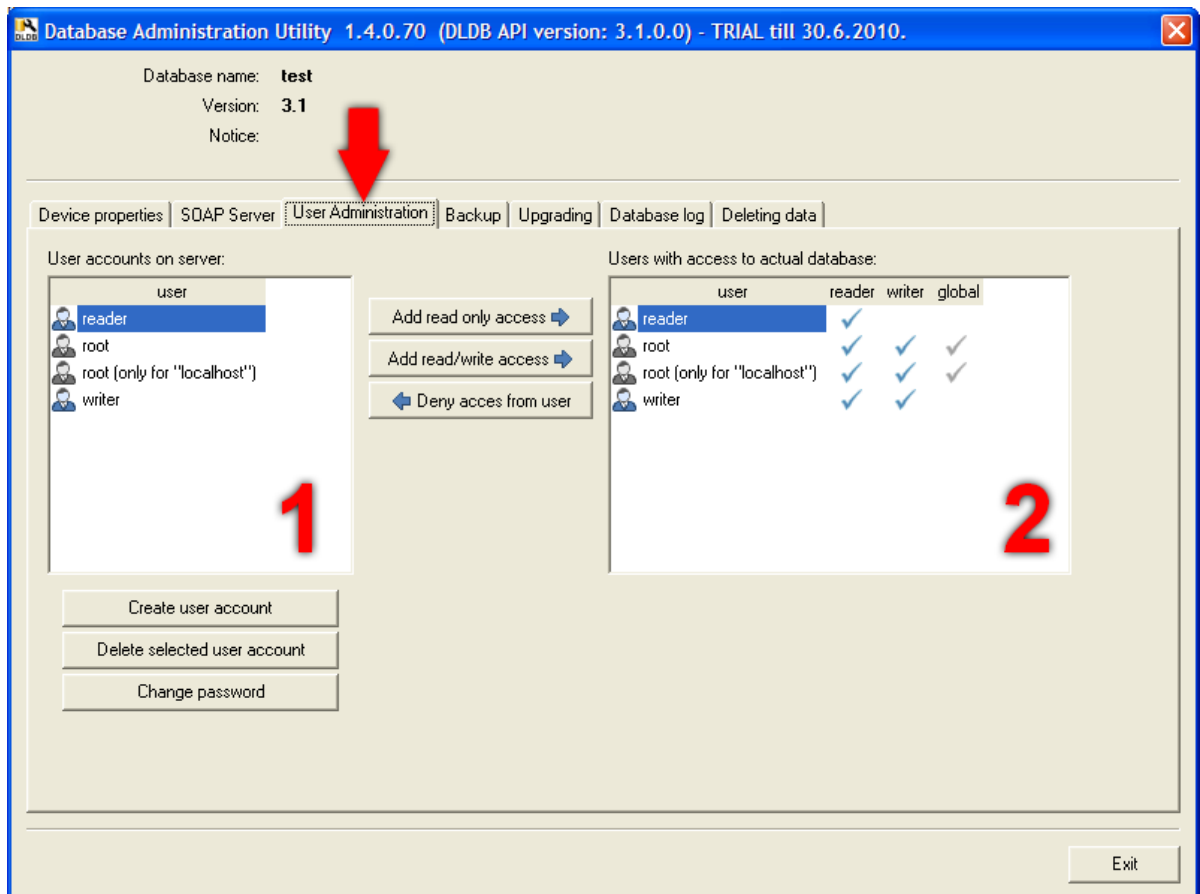 Database Administration Utility 1.4.0.70 (DLDB API version: 3.1.0.0) - TRIAL till 30.6.2010.
Database name: test
Version: 3.1
Notice:
Device properties SOAP Server User Administration Backup Upgrading Database log Deleting data
User accounts on server:
user
reader
root
root (only for "localhost")
writer
1
Add read only access
Add read/write access
Deny acces from user
Users with access to actual database:
user reader writer global
reader
root
root (only for "localhost")
writer
2
Create user account
Delete selected user account
Change password
Exit
DLDB